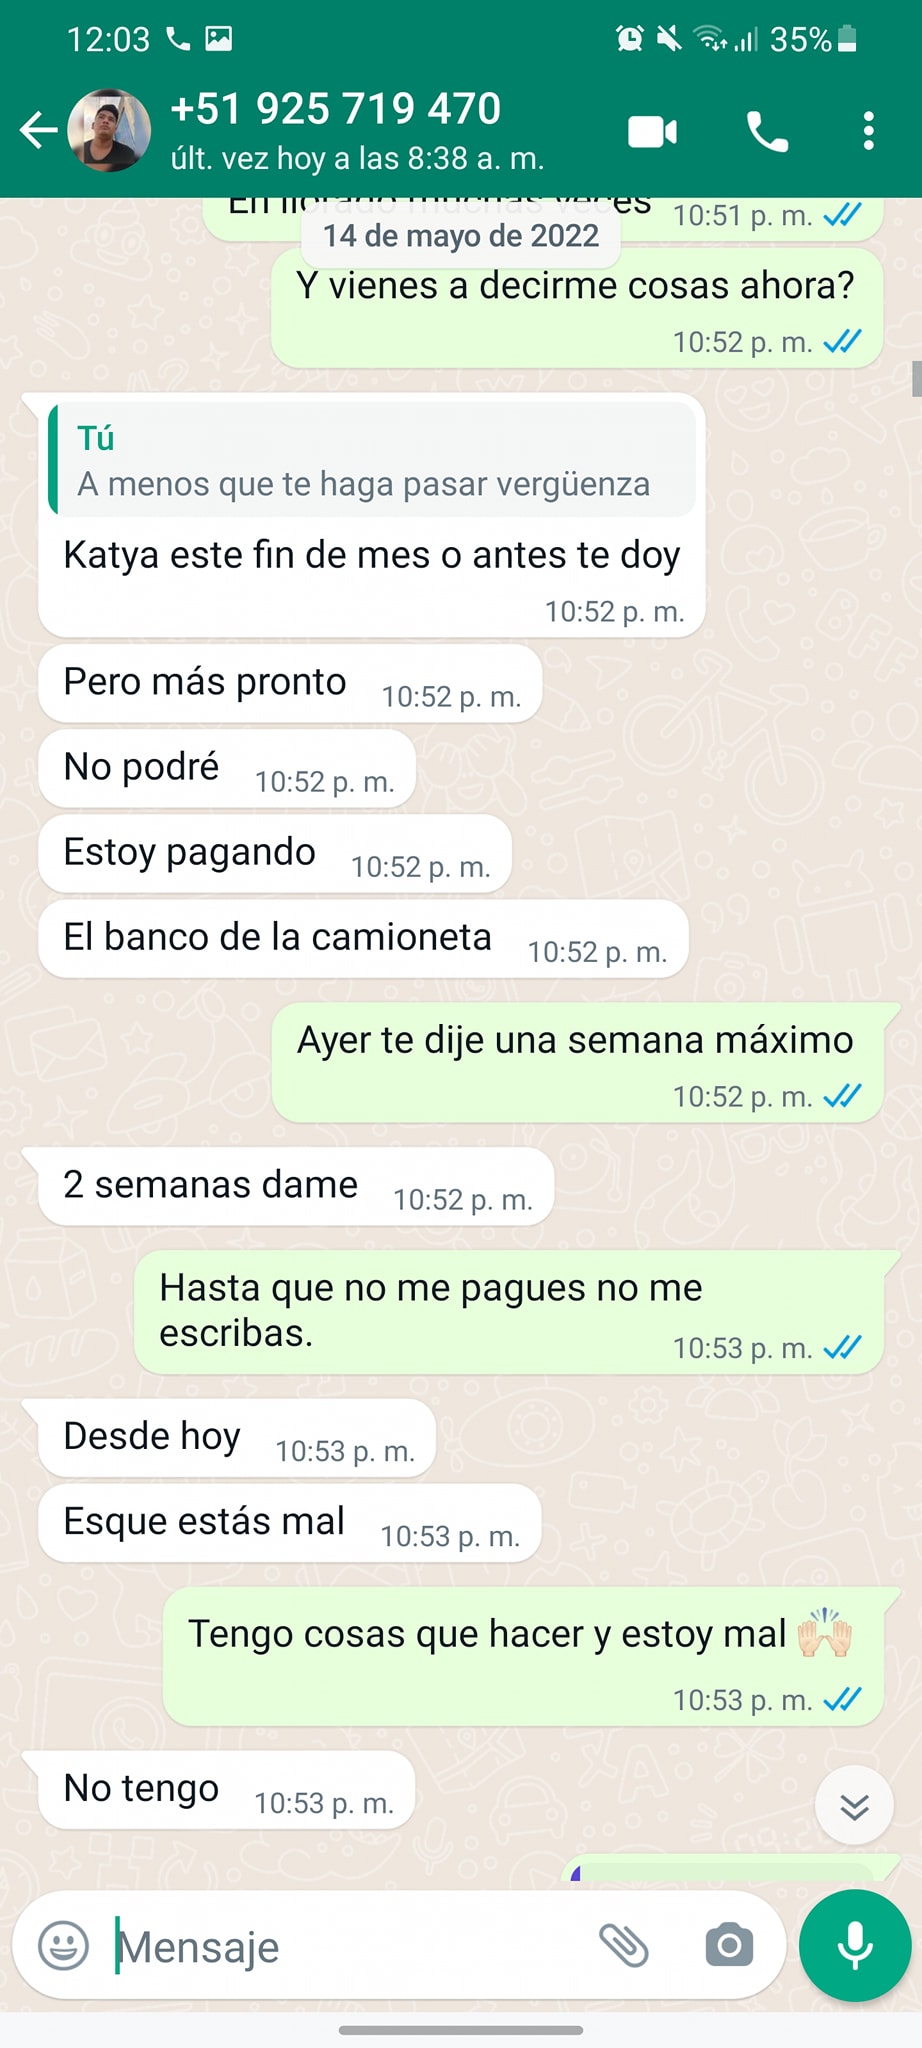 12:03
35%
+51 925 719 470
últ. vez hoy a las 8:38 a. m.
muchas veces
10:51 p. m.
14 de mayo de 2022
Y vienes a decirme cosas ahora?
10:52 p. m.
Tú
A menos que te haga pasar vergüenza
Katya este fin de mes o antes te doy
10:52 p. m.
Pero más pronto 10:52 p. m.
No podré 10:52 p. m.
Estoy pagando 10:52 p. m.
El banco de la camioneta 10:52 p. m.
Ayer te dije una semana máximo
10:52 p. m.
2 semanas dame 10:52 p. m.
Hasta que no me pagues no me
escribas. 10:53 p. m.
Desde hoy 10:53 p. m.
Esque estás mal 10:53 p. m.
Tengo cosas que hacer y estoy mal 🙌🏻
10:53 p. m.
No tengo 10:53 p. m.
Mensaje